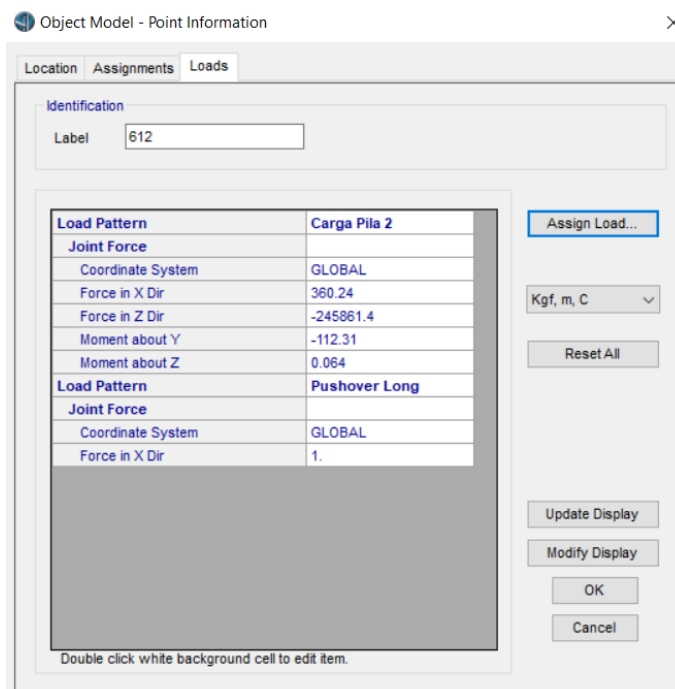 Object Model - Point Information
Location Assignments Loads
Identification
Label 612
Load Pattern Carga Pila 2
Joint Force
Coordinate System GLOBAL
Force in X Dir 360.24
Force in Z Dir -245861.4
Moment about Y -112.31
Moment about Z 0.064
Load Pattern Pushover Long
Joint Force
Coordinate System GLOBAL
Force in X Dir 1.
Double click white background cell to edit item.
Assign Load...
Kgf, m, C
Reset All
Update Display
Modify Display
OK
Cancel